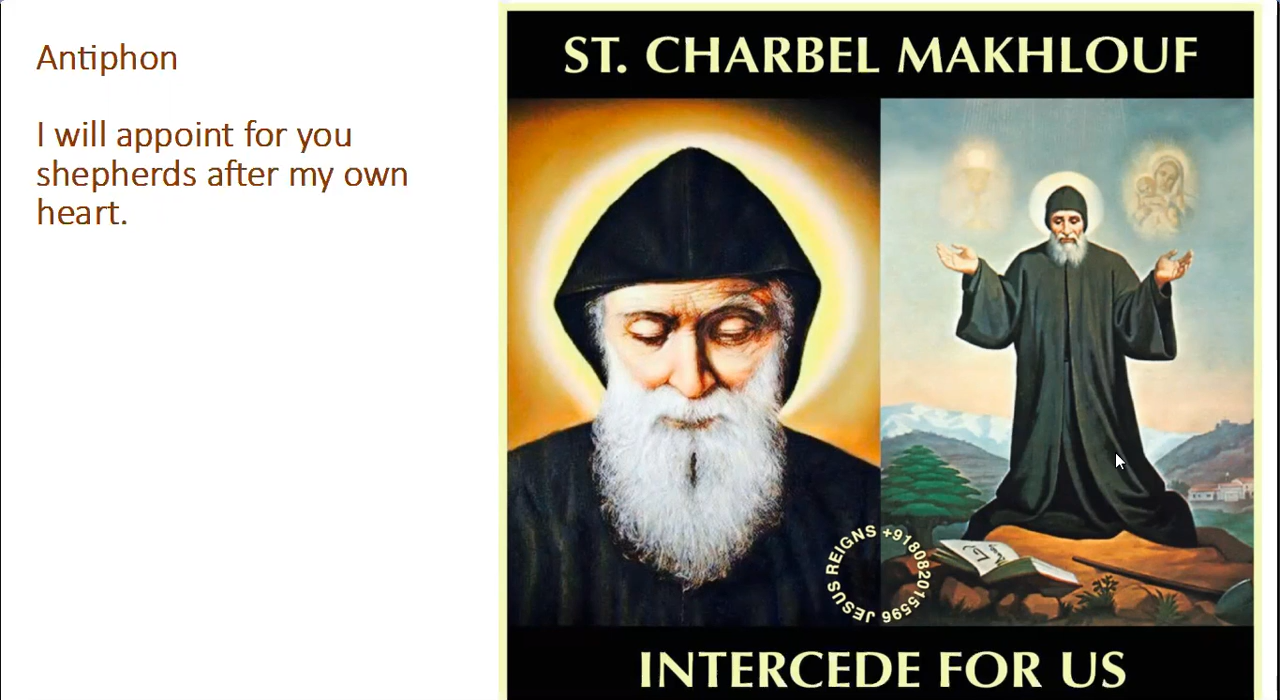 Antiphon
I will appoint for you
shepherds after my own
heart.
ST. CHARBEL MAKHLOUF
JESUS REIGNS +918082015596
INTERCEDE FOR US